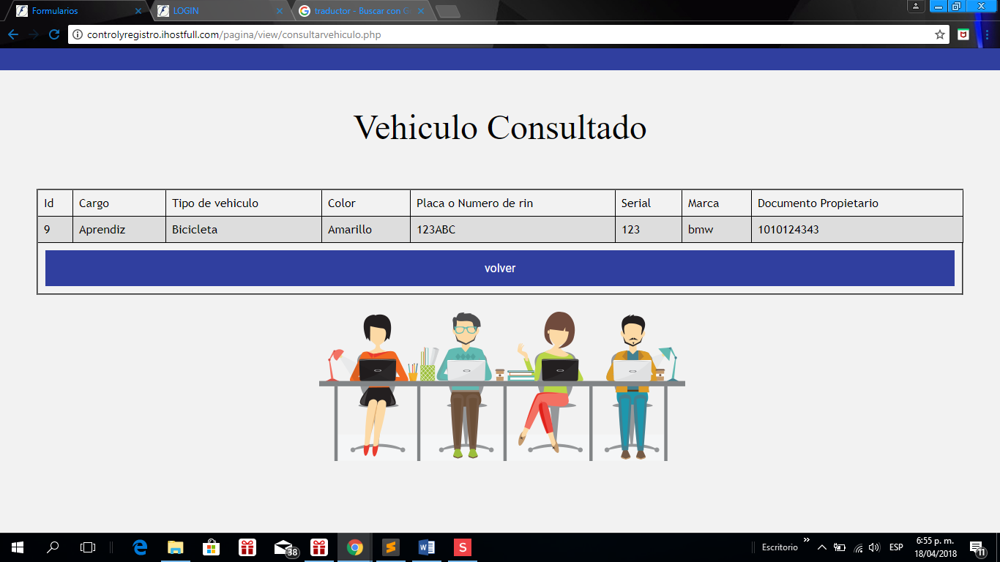 Formularios
LOGIN
traductor - Buscar con G
controlyregistro.ihostfull.com/pagina/view/consultarvehiculo.php
Vehiculo Consultado
Id Cargo Tipo de vehiculo Color Placa o Numero de rin Serial Marca Documento Propietario
9 Aprendiz Bicicleta Amarillo 123ABC 123 bmw 1010124343
volver
38
Escritorio
ESP
6:55 p. m.
18/04/2018
11